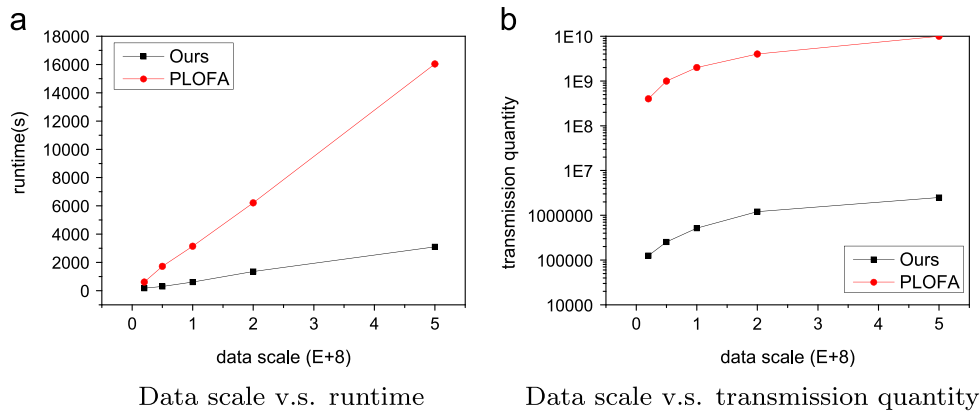 a
18000
16000
14000
12000
10000
8000
6000
4000
2000
0
runtime(s)
Ours
PLOFA
0 1 2 3 4 5
data scale (E+8)
Data scale v.s. runtime
b
1E10
1E9
1E8
1E7
1000000
100000
10000
transmission quantity
Ours
PLOFA
0 1 2 3 4 5
data scale (E+8)
Data scale v.s. transmission quantity